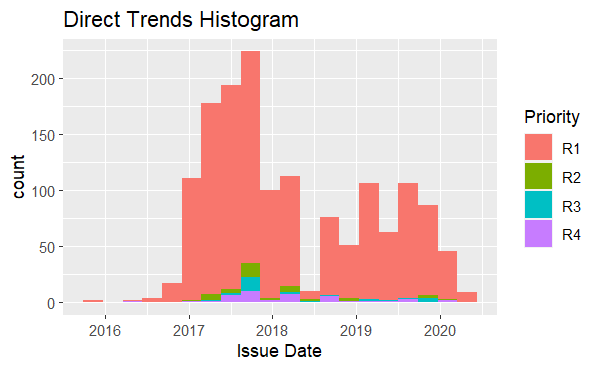 Direct Trends Histogram
200
150
100
50
0
count
2016 2017 2018 2019 2020
Issue Date
Priority
R1
R2
R3
R4